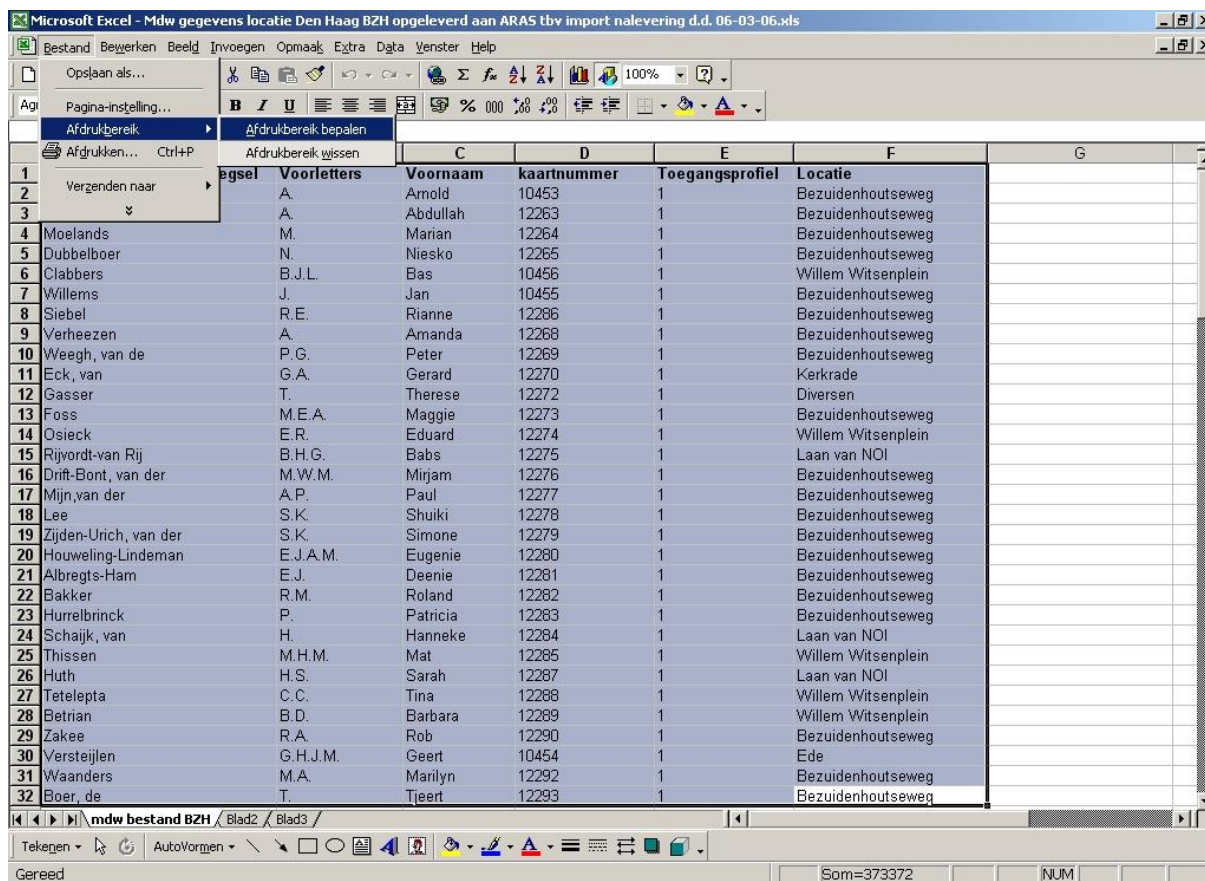 Microsoft Excel - Mdw gegevens locatie Den Haag BZH opgeleverd aan ARAS tbv import nalevering d.d. 06-03-06.xls
Bestand Bewerken Beeld Invoegen Opmaak Extra Data Venster Help
Opslaan als...
Pagina-instelling...
Afdrukbereik
Afdrukken... Ctrl+P
Verzenden naar
Afdrukbereik bepalen
Afdrukbereik wissen
100%
B I U % 000
C D E F G
1 egsel Voorletters Voornaam kaartnummer Toegangsprofiel Locatie
2 A. Arnold 10453 1 Bezuidenhoutseweg
3 A. Abdullah 12263 1 Bezuidenhoutseweg
4 Moelands M. Marian 12264 1 Bezuidenhoutseweg
5 Dubbelboer N. Niesko 12265 1 Bezuidenhoutseweg
6 Clabbers B.J.L. Bas 10456 1 Willem Witsenplein
7 Willems J. Jan 10455 1 Bezuidenhoutseweg
8 Siebel R.E. Rianne 12286 1 Bezuidenhoutseweg
9 Verheezen A. Amanda 12268 1 Bezuidenhoutseweg
10 Weegh, van de P.G. Peter 12269 1 Bezuidenhoutseweg
11 Eck, van G.A. Gerard 12270 1 Kerkrade
12 Gasser T. Therese 12272 1 Diversen
13 Foss M.E.A. Maggie 12273 1 Bezuidenhoutseweg
14 Osieck E.R. Eduard 12274 1 Willem Witsenplein
15 Rijvordt-van Rij B.H.G. Babs 12275 1 Laan van NOI
16 Drift-Bont, van der M.W.M. Mirjam 12276 1 Bezuidenhoutseweg
17 Mijn,van der A.P. Paul 12277 1 Bezuidenhoutseweg
18 Lee S.K. Shuiki 12278 1 Bezuidenhoutseweg
19 Zijden-Urich, van der S.K. Simone 12279 1 Bezuidenhoutseweg
20 Houweling-Lindeman E.J.A.M. Eugenie 12280 1 Bezuidenhoutseweg
21 Albregts-Ham E.J. Deenie 12281 1 Bezuidenhoutseweg
22 Bakker R.M. Roland 12282 1 Bezuidenhoutseweg
23 Hurrelbrinck P. Patricia 12283 1 Bezuidenhoutseweg
24 Schaijk, van H. Hanneke 12284 1 Laan van NOI
25 Thissen M.H.M. Mat 12285 1 Willem Witsenplein
26 Huth H.S. Sarah 12287 1 Laan van NOI
27 Tetelepta C.C. Tina 12288 1 Willem Witsenplein
28 Betrian B.D. Barbara 12289 1 Willem Witsenplein
29 Zakee R.A. Rob 12290 1 Bezuidenhoutseweg
30 Versteijlen G.H.J.M. Geert 10454 1 Ede
31 Waanders M.A. Marilyn 12292 1 Bezuidenhoutseweg
32 Boer, de T. Tjeert 12293 1 Bezuidenhoutseweg
mdw bestand BZH Blad2 Blad3
Tekenen AutoVormen
Gereed Som=373372 NUM